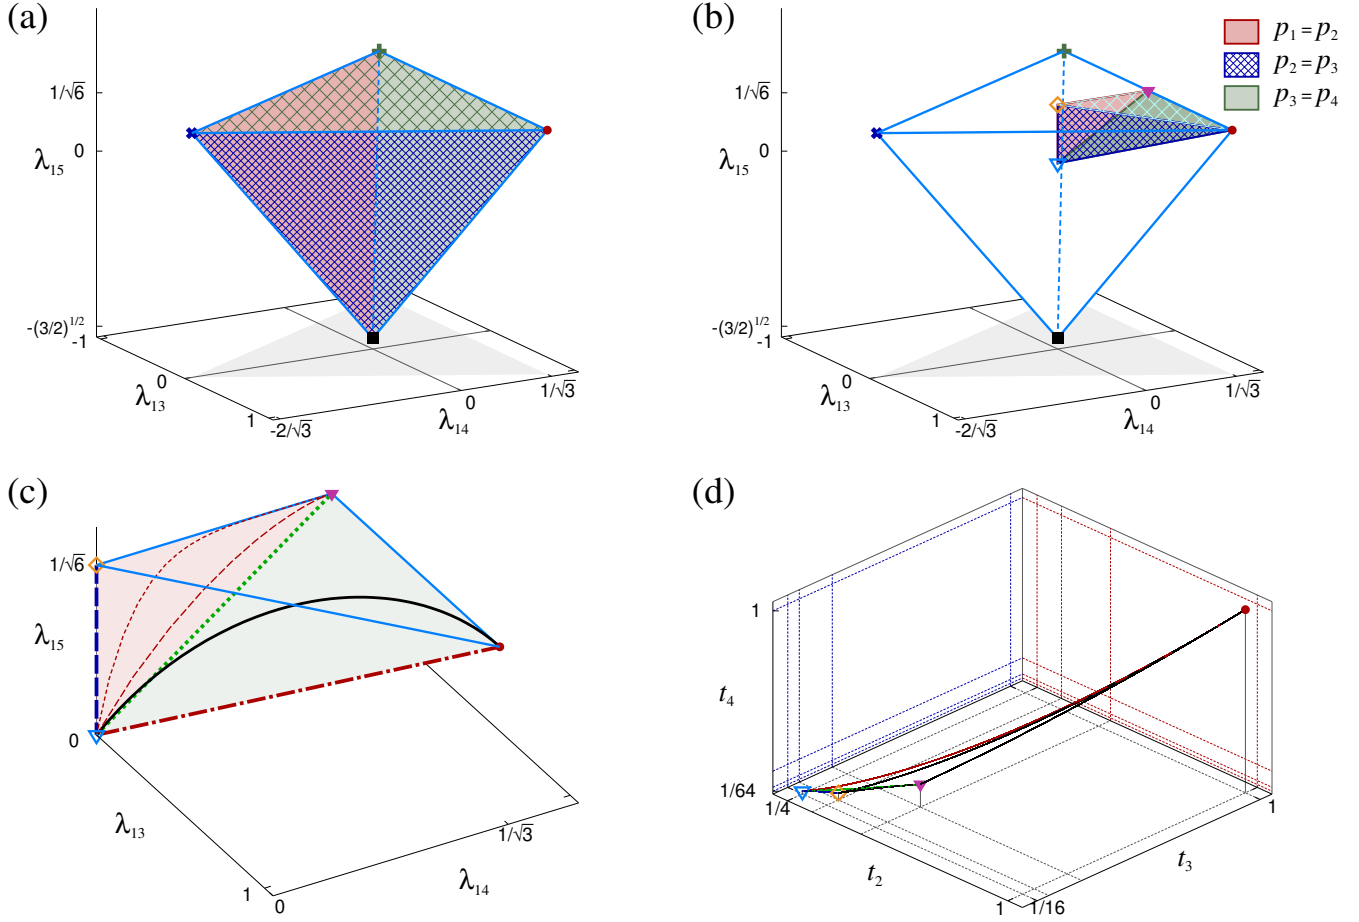 (a)
1/√6
0
λ15
-(3/2)^1/2
-1
0
λ13
1
-2/√3
0
λ14
1/√3
(b)
p1 = p2
p2 = p3
p3 = p4
1/√6
0
λ15
-(3/2)^1/2
-1
0
λ13
1
-2/√3
0
λ14
1/√3
(c)
1/√6
λ15
0
λ13
1
0
1/√3
λ14
(d)
1
t4
1/64
1/4
t2
1
1/16
t3
1